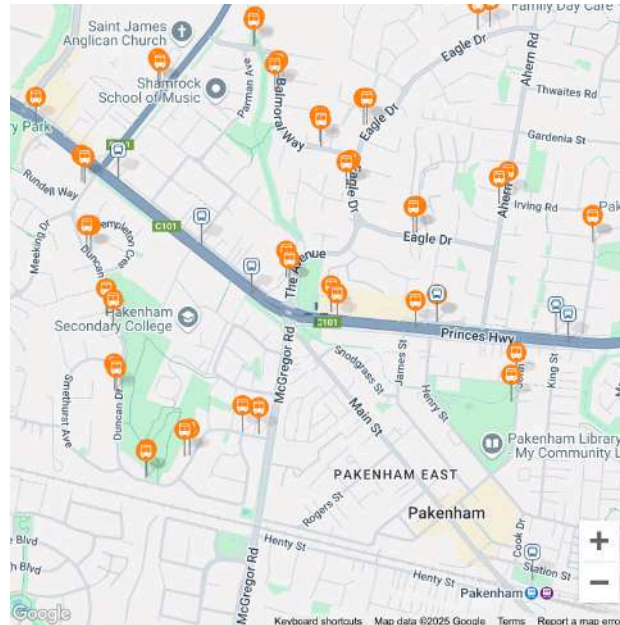 Family Day Care
Saint James
Anglican Church
Eagle Dr
Ahern Rd
Parman Ave
Shamrock
School of Music
Balmoral Way
Thwaites Rd
Eagle Dr
Gardenia St
ry Park
Rundell Way
Eagle Dr
Ahern
Irving Rd
Meeking Dr
C101
Eagle Dr
Duncan
The Avenue
Pakenham
Secondary College
C101
Princes Hwy
McGregor Rd
Snodgrass St
James St
Henry St
King St
Main St
Smethurst Ave
Duncan Dr
Pakenham Library
My Community L
PAKENHAM EAST
Rogers St
Pakenham
Cook Dr
Henty St
e Blvd
h Blvd
McGregor Rd
Henty St
Station St
Pakenham
+
−
Google
Keyboard shortcuts Map data ©2025 Google Terms Report a map erro